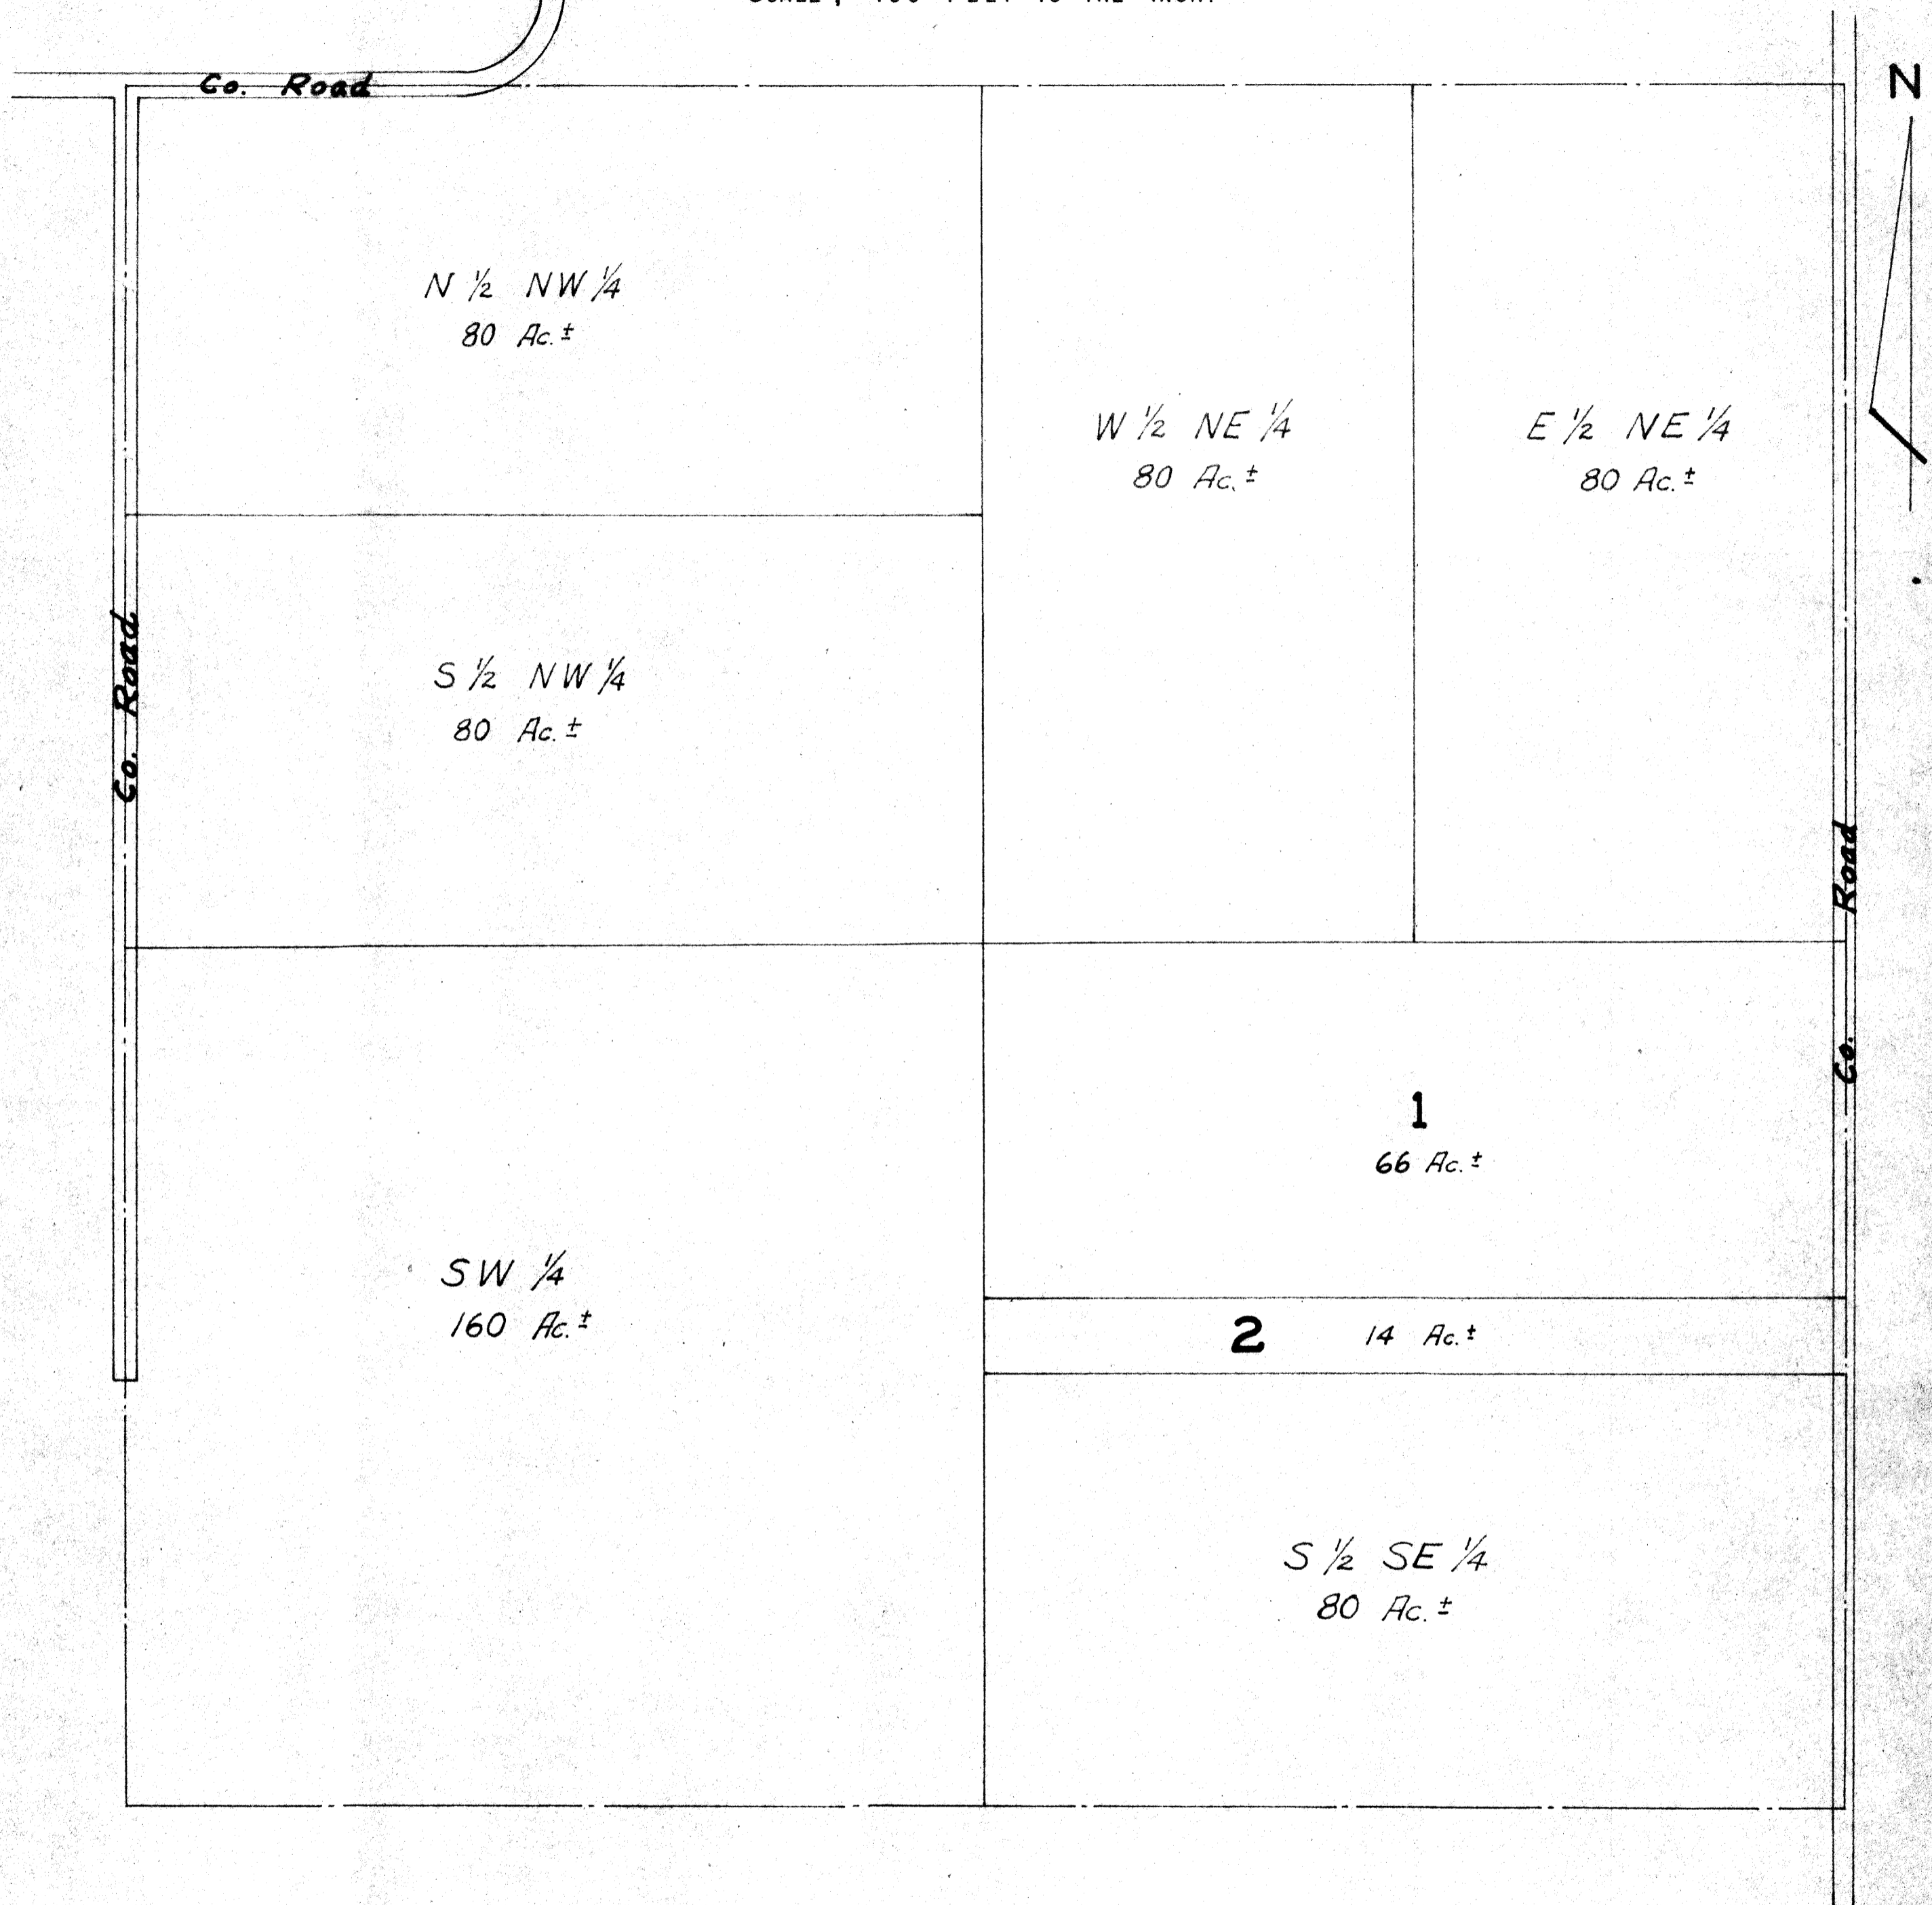 Co. Road
N
N ½ NW ¼
80 Ac. ±
W ½ NE ¼
80 Ac. ±
E ½ NE ¼
80 Ac. ±
Co. Road
S ½ NW ¼
80 Ac. ±
Co. Road
1
66 Ac. ±
SW ¼
160 Ac. ±
2 14 Ac. ±
S ½ SE ¼
80 Ac. ±